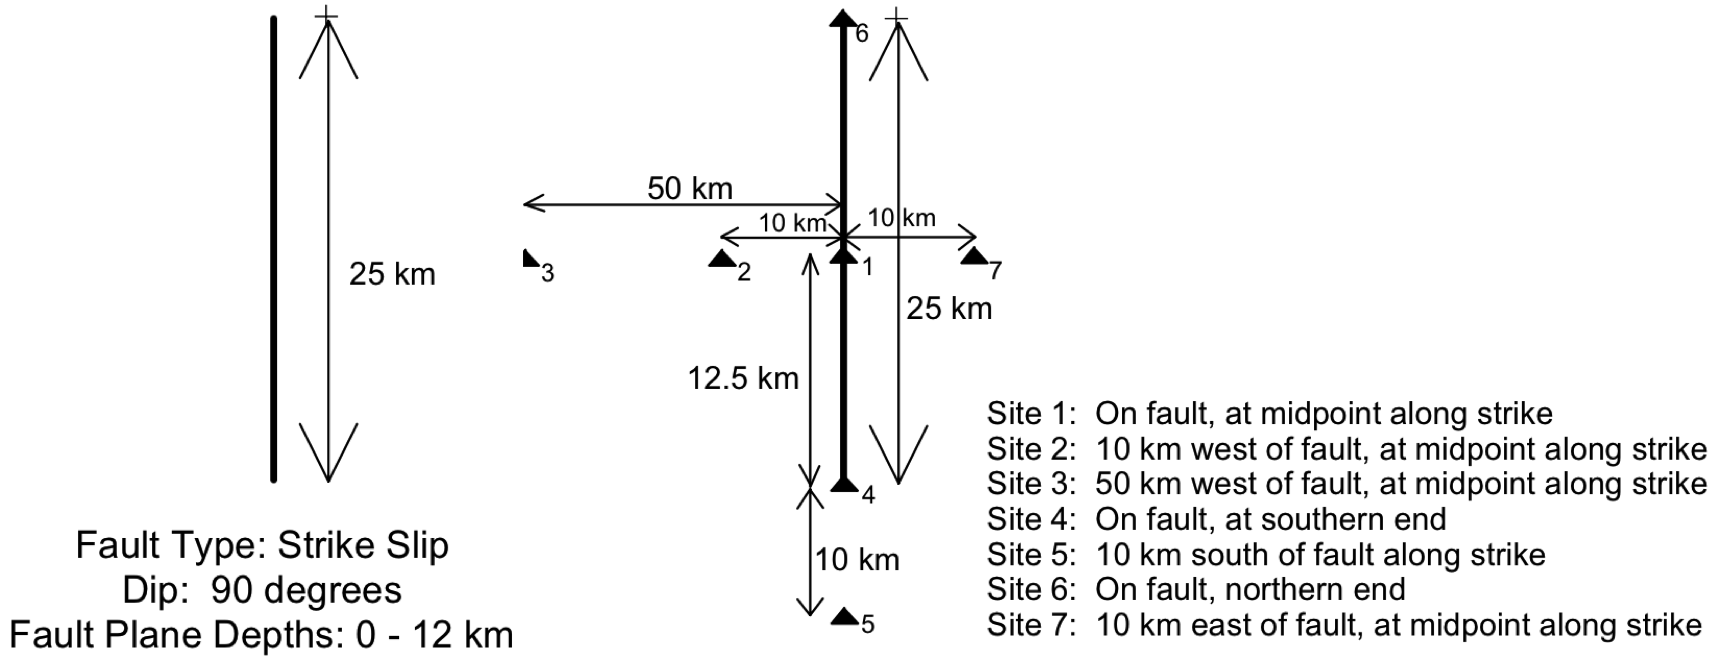 25 km
Fault Type: Strike Slip
Dip: 90 degrees
Fault Plane Depths: 0 - 12 km
6
50 km
10 km
10 km
3
2
1
7
25 km
12.5 km
4
10 km
5
Site 1: On fault, at midpoint along strike
Site 2: 10 km west of fault, at midpoint along strike
Site 3: 50 km west of fault, at midpoint along strike
Site 4: On fault, at southern end
Site 5: 10 km south of fault along strike
Site 6: On fault, northern end
Site 7: 10 km east of fault, at midpoint along strike